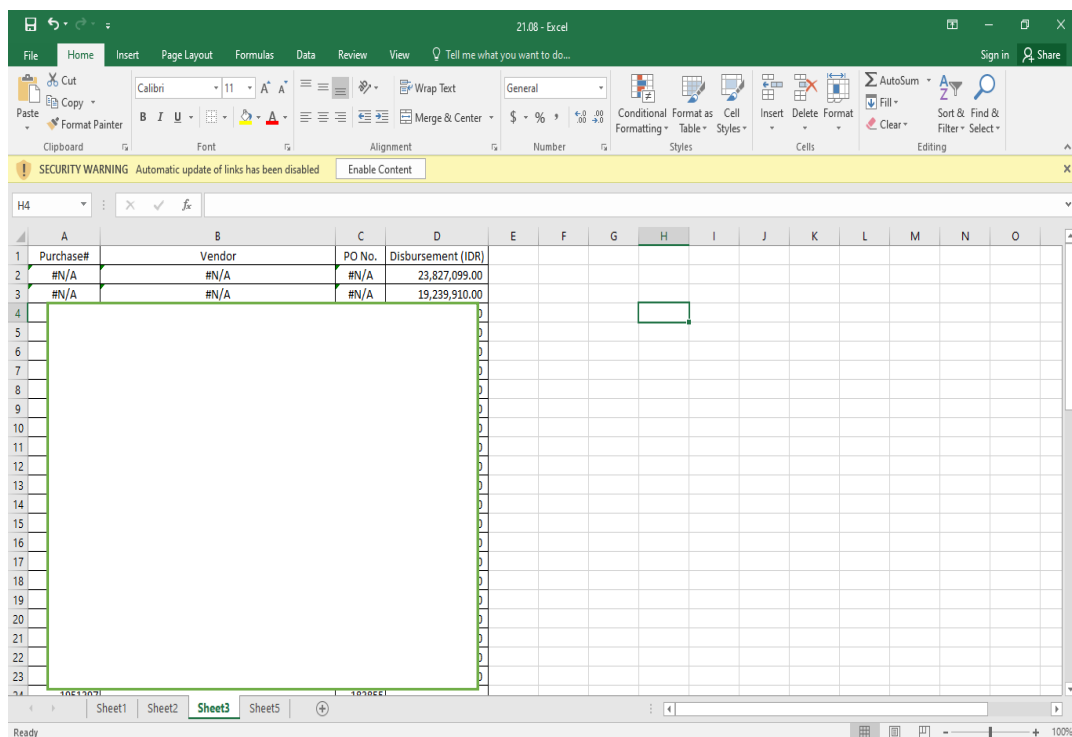 21.08 - Excel
File Home Insert Page Layout Formulas Data Review View Tell me what you want to do... Sign in Share
Cut
Copy
Format Painter
Paste
Calibri 11 A A
B I U A
Wrap Text
Merge & Center
General
$ % , .0 .00 .00 .0
Conditional Formatting
Format as Table
Cell Styles
Insert Delete Format
AutoSum
Fill
Clear
Sort & Filter
Find & Select
Clipboard Font Alignment Number Styles Cells Editing
SECURITY WARNING Automatic update of links has been disabled Enable Content
H4 fx
A B C D E F G H I J K L M N O
1 Purchase# Vendor PO No. Disbursement (IDR)
2 #N/A #N/A #N/A 23,827,099.00
3 #N/A #N/A #N/A 19,239,910.00
4
5
6
7
8
9
10
11
12
13
14
15
16
17
18
19
20
21
22
23
Sheet1 Sheet2 Sheet3 Sheet5
Ready 100%